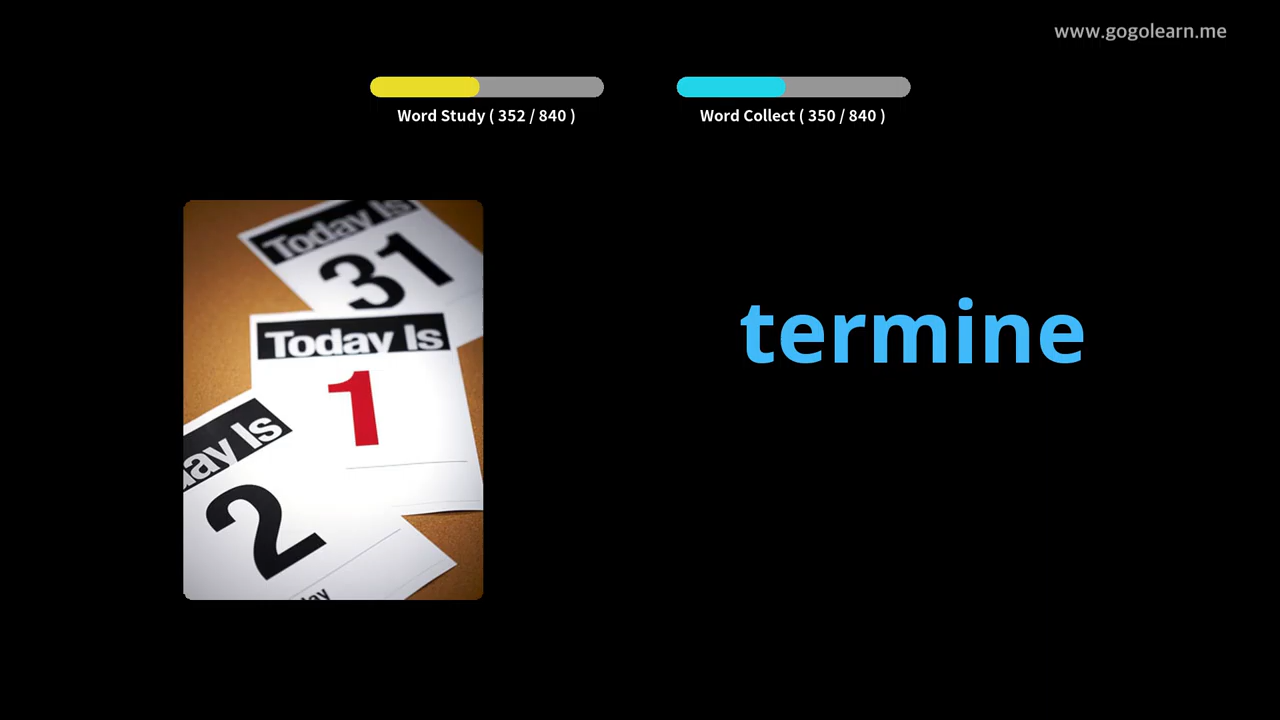 www.gogolearn.me
Word Study ( 352 / 840 )
Word Collect ( 350 / 840 )
Today Is
31
Today Is
1
ay Is
2
termine